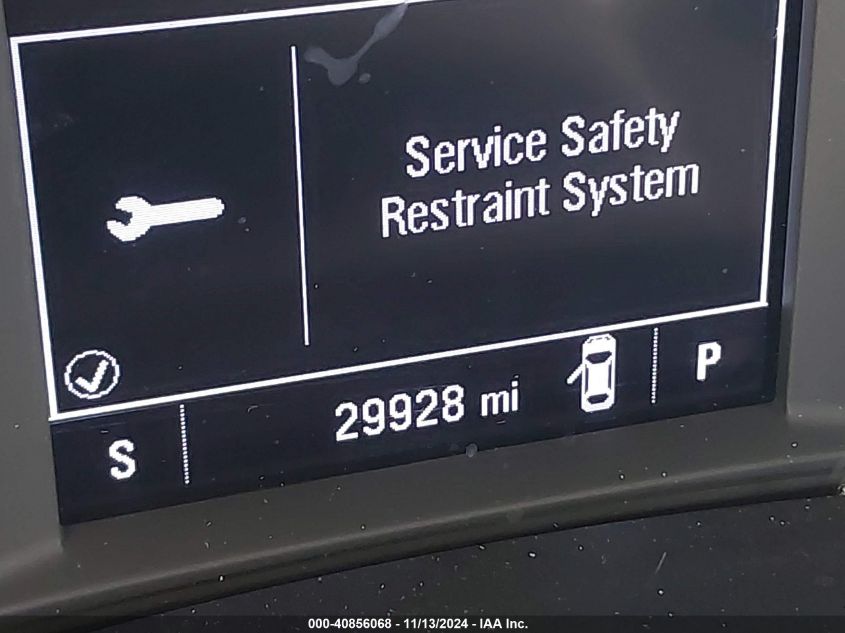 Service Safety
Restraint System
S
29928 mi
P
000-40856068 - 11/13/2024 - IAA Inc.